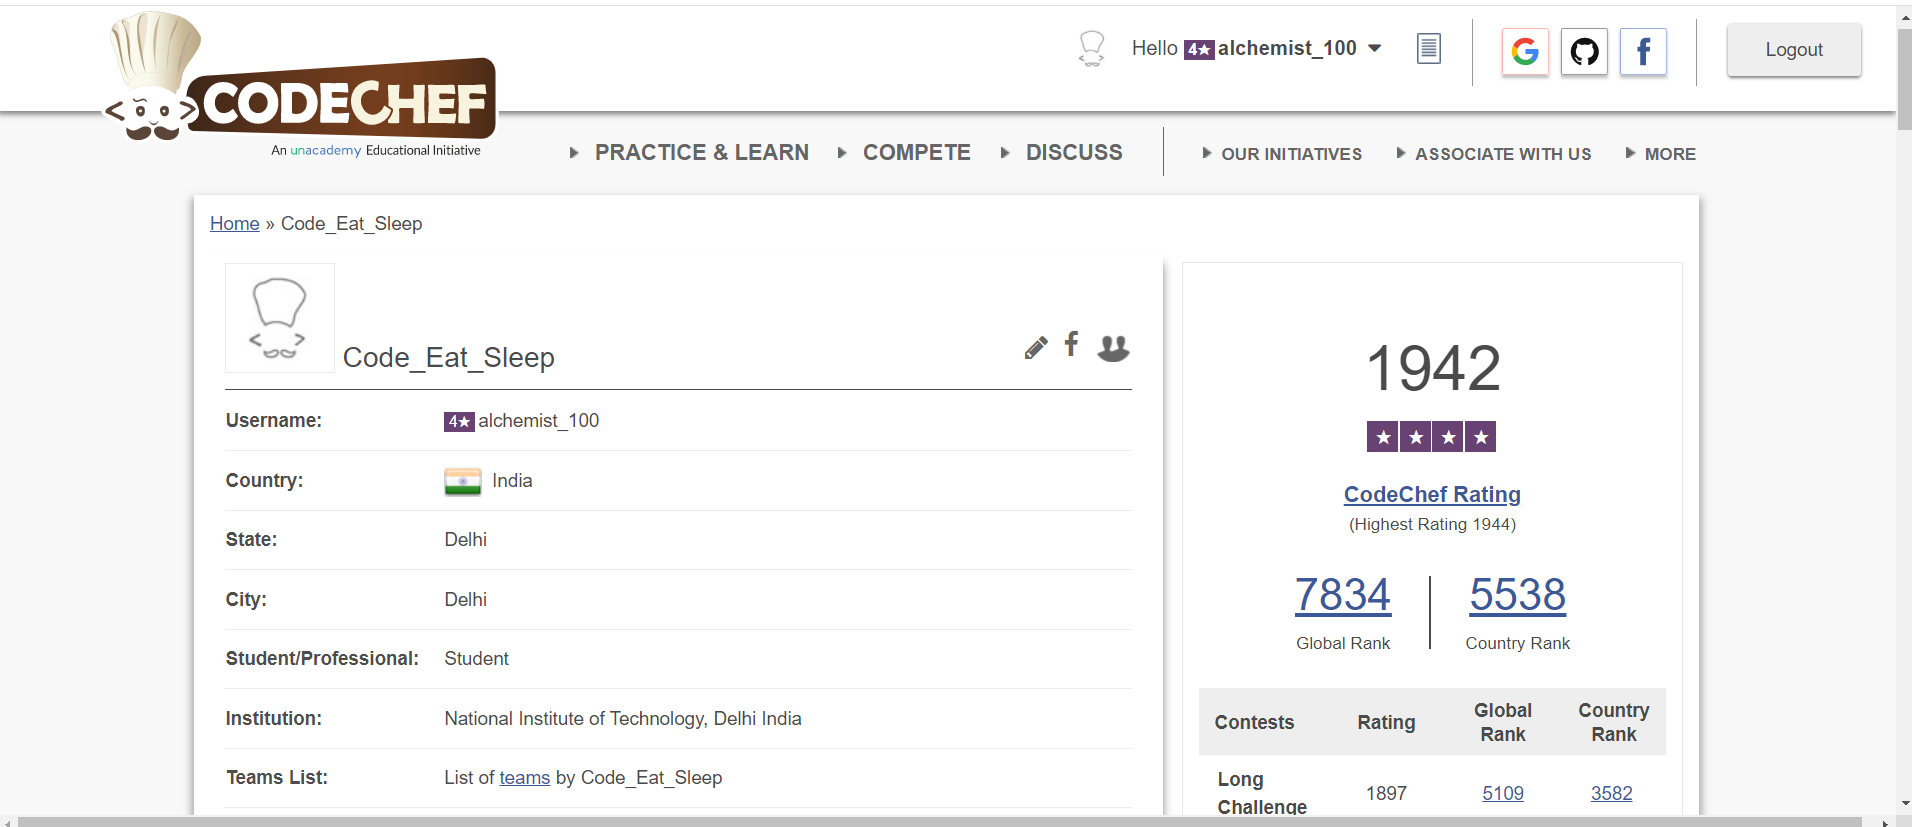 Hello 4★ alchemist_100
Logout
CODECHEF
An unacademy Educational Initiative
PRACTICE & LEARN
COMPETE
DISCUSS
OUR INITIATIVES
ASSOCIATE WITH US
MORE
Home » Code_Eat_Sleep
Code_Eat_Sleep
Username: 4★ alchemist_100
Country: India
State: Delhi
City: Delhi
Student/Professional: Student
Institution: National Institute of Technology, Delhi India
Teams List: List of teams by Code_Eat_Sleep
1942
★★★★
CodeChef Rating
(Highest Rating 1944)
7834 5538
Global Rank Country Rank
Contests Rating Global Rank Country Rank
Long Challenge 1897 5109 3582